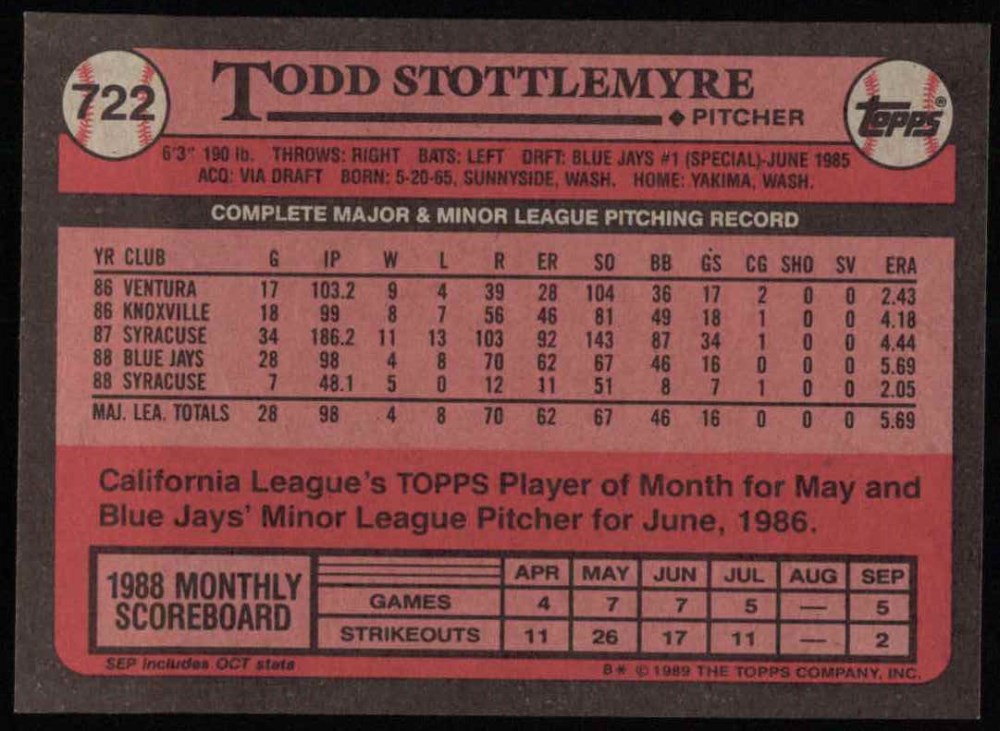 722
TODD STOTTLEMYRE
◆ PITCHER
Topps®
6'3" 190 lb. THROWS: RIGHT BATS: LEFT DRFT: BLUE JAYS #1 (SPECIAL)-JUNE 1985
ACQ: VIA DRAFT BORN: 5-20-65, SUNNYSIDE, WASH. HOME: YAKIMA, WASH.
COMPLETE MAJOR & MINOR LEAGUE PITCHING RECORD
YR CLUB G IP W L R ER SO BB GS CG SHO SV ERA
86 VENTURA 17 103.2 9 4 39 28 104 36 17 2 0 0 2.43
86 KNOXVILLE 18 99 8 7 56 46 81 49 18 1 0 0 4.18
87 SYRACUSE 34 186.2 11 13 103 92 143 87 34 1 0 0 4.44
88 BLUE JAYS 28 98 4 8 70 62 67 46 16 0 0 0 5.69
88 SYRACUSE 7 48.1 5 0 12 11 51 8 7 1 0 0 2.05
MAJ. LEA. TOTALS 28 98 4 8 70 62 67 46 16 0 0 0 5.69
California League's TOPPS Player of Month for May and
Blue Jays' Minor League Pitcher for June, 1986.
1988 MONTHLY
SCOREBOARD
APR MAY JUN JUL AUG SEP
GAMES 4 7 7 5 — 5
STRIKEOUTS 11 26 17 11 — 2
SEP includes OCT stats
B* © 1989 THE TOPPS COMPANY, INC.